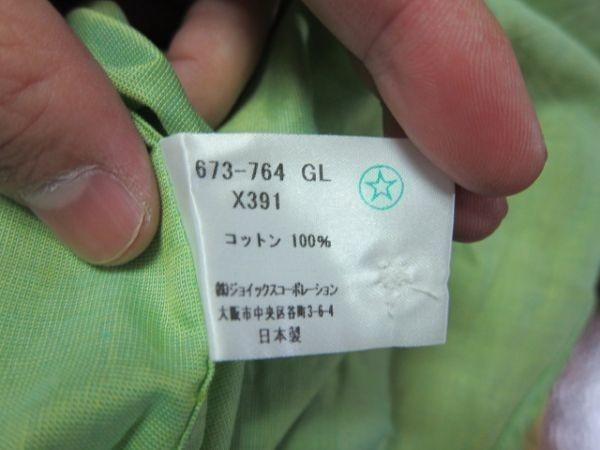 673-764 GL
X391
コットン 100%
㈱ジョイックスコーポレーション
大阪市中央区谷町3-6-4
日本製